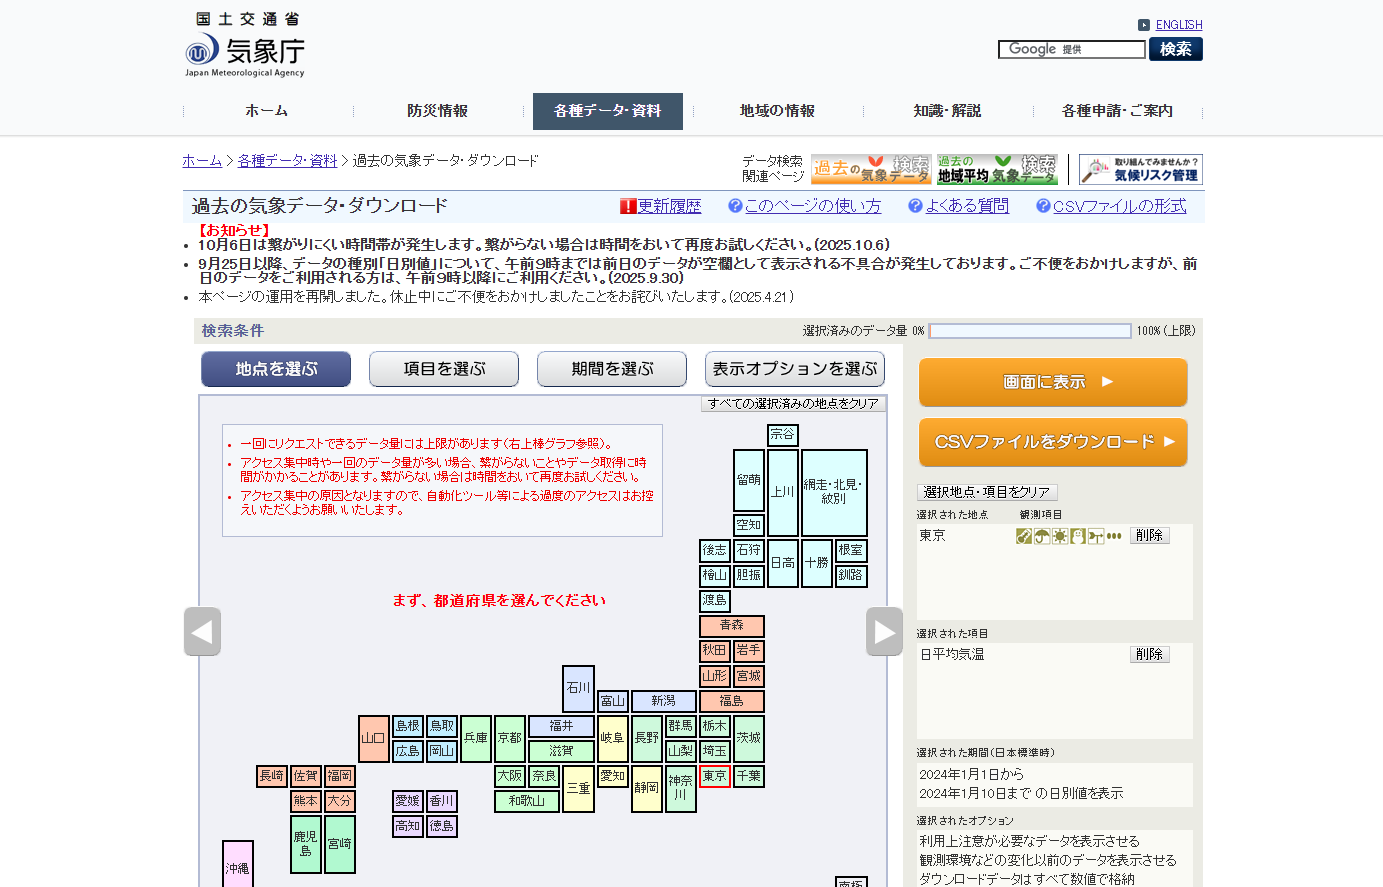 国土交通省
気象庁
Japan Meteorological Agency
ENGLISH
Google 提供
検索
ホーム
防災情報
各種データ・資料
地域の情報
知識・解説
各種申請・ご案内
ホーム > 各種データ・資料 > 過去の気象データ・ダウンロード
データ検索
関連ページ
過去の気象データ検索
過去の地域平均気象データ検索
取り組んでみませんか？
気候リスク管理
過去の気象データ・ダウンロード
更新履歴
このページの使い方
よくある質問
CSVファイルの形式
【お知らせ】
10月6日は繋がりにくい時間帯が発生します。繋がらない場合は時間をおいて再度お試しください。(2025.10.6)
9月25日以降、データの種別「日別値」について、午前9時までは前日のデータが空欄として表示される不具合が発生しております。ご不便をおかけしますが、前
日のデータをご利用される方は、午前9時以降にご利用ください。(2025.9.30)
本ページの運用を再開しました。休止中にご不便をおかけしましたことをお詫びいたします。(2025.4.21)
検索条件
選択済みのデータ量 0%
100%(上限)
地点を選ぶ
項目を選ぶ
期間を選ぶ
表示オプションを選ぶ
すべての選択済みの地点をクリア
一回にリクエストできるデータ量には上限があります(右上棒グラフ参照)。
アクセス集中時や一回のデータ量が多い場合、繋がらないことやデータ取得に時
間がかかることがあります。繋がらない場合は時間をおいて再度お試しください。
アクセス集中の原因となりますので、自動化ツール等による過度のアクセスはお控
えいただくようお願いいたします。
まず、都道府県を選んでください
宗谷
留萌
上川
網走・北見・
紋別
空知
後志
石狩
日高
十勝
根室
檜山
胆振
釧路
渡島
青森
秋田
岩手
山形
宮城
石川
富山
新潟
福島
山口
島根
鳥取
兵庫
京都
福井
岐阜
長野
群馬
栃木
茨城
広島
岡山
滋賀
山梨
埼玉
長崎
佐賀
福岡
大阪
奈良
三重
愛知
静岡
神奈
川
東京
千葉
熊本
大分
愛媛
香川
和歌山
鹿児
島
宮崎
高知
徳島
沖縄
南極
画面に表示
CSVファイルをダウンロード
選択地点・項目をクリア
選択された地点
観測項目
東京
削除
選択された項目
日平均気温
削除
選択された期間(日本標準時)
2024年1月1日から
2024年1月10日まで の日別値を表示
選択されたオプション
利用上注意が必要なデータを表示させる
観測環境などの変化以前のデータを表示させる
ダウンロードデータはすべて数値で格納